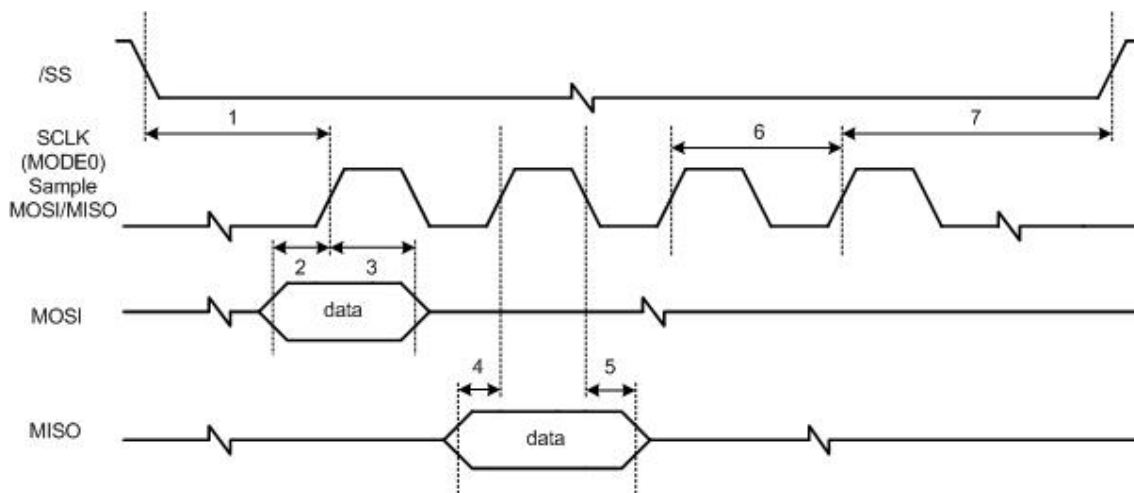 /SS
1
SCLK
(MODE0)
Sample
MOSI/MISO
6
7
2
3
MOSI
data
4
5
MISO
data